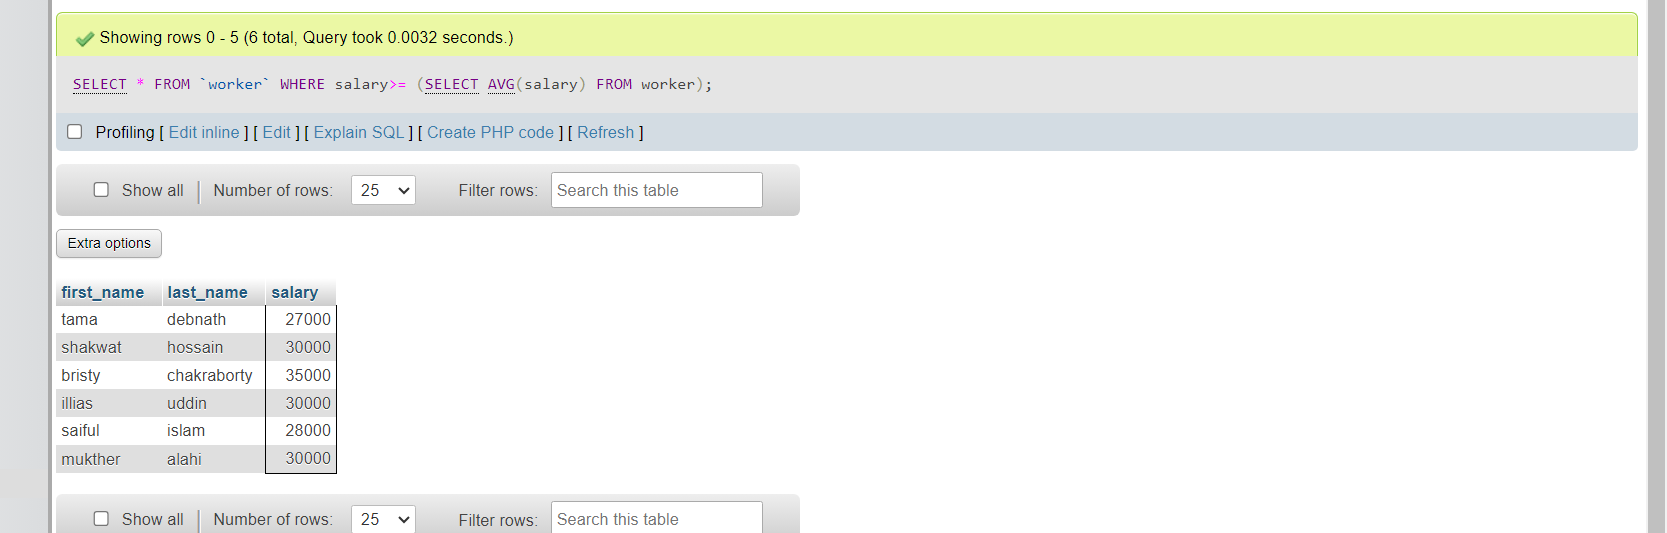 Showing rows 0 - 5 (6 total, Query took 0.0032 seconds.)
SELECT * FROM `worker` WHERE salary>= (SELECT AVG(salary) FROM worker);
Profiling [ Edit inline ] [ Edit ] [ Explain SQL ] [ Create PHP code ] [ Refresh ]
Show all | Number of rows: 25 Filter rows: Search this table
Extra options
first_name last_name salary
tama debnath 27000
shakwat hossain 30000
bristy chakraborty 35000
illias uddin 30000
saiful islam 28000
mukther alahi 30000
Show all | Number of rows: 25 Filter rows: Search this table